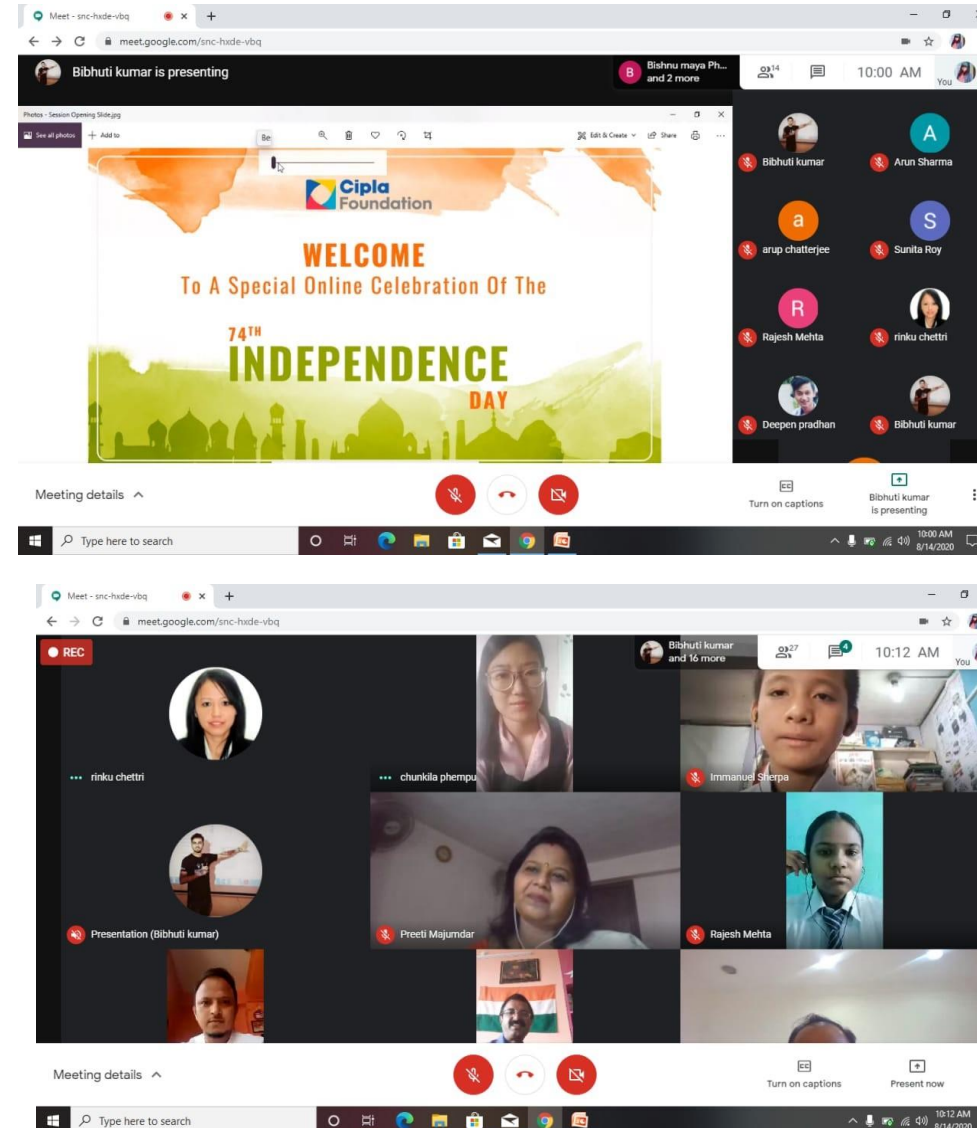 Meet - snc-hxde-vbq
meet.google.com/snc-hxde-vbq
Bibhuti kumar is presenting
B
Bishnu maya Ph...
and 2 more
14
10:00 AM
You
Photos - Session Opening Slide.jpg
See all photos
Add to
Be
Edit & Create
Share
Cipla
Foundation
WELCOME
To A Special Online Celebration Of The
74TH
INDEPENDENCE
DAY
Bibhuti kumar
A
Arun Sharma
a
arup chatterjee
S
Sunita Roy
R
Rajesh Mehta
rinku chettri
Deepen pradhan
Bibhuti kumar
Meeting details
CC
Turn on captions
Bibhuti kumar
is presenting
Type here to search
10:00 AM
8/14/2020
Meet - snc-hxde-vbq
meet.google.com/snc-hxde-vbq
REC
Bibhuti kumar
and 16 more
27
4
10:12 AM
You
rinku chettri
chunkila phempu
Immanuel Sherpa
Presentation (Bibhuti kumar)
Preeti Majumdar
Rajesh Mehta
Meeting details
CC
Turn on captions
Present now
Type here to search
10:12 AM
8/14/2020